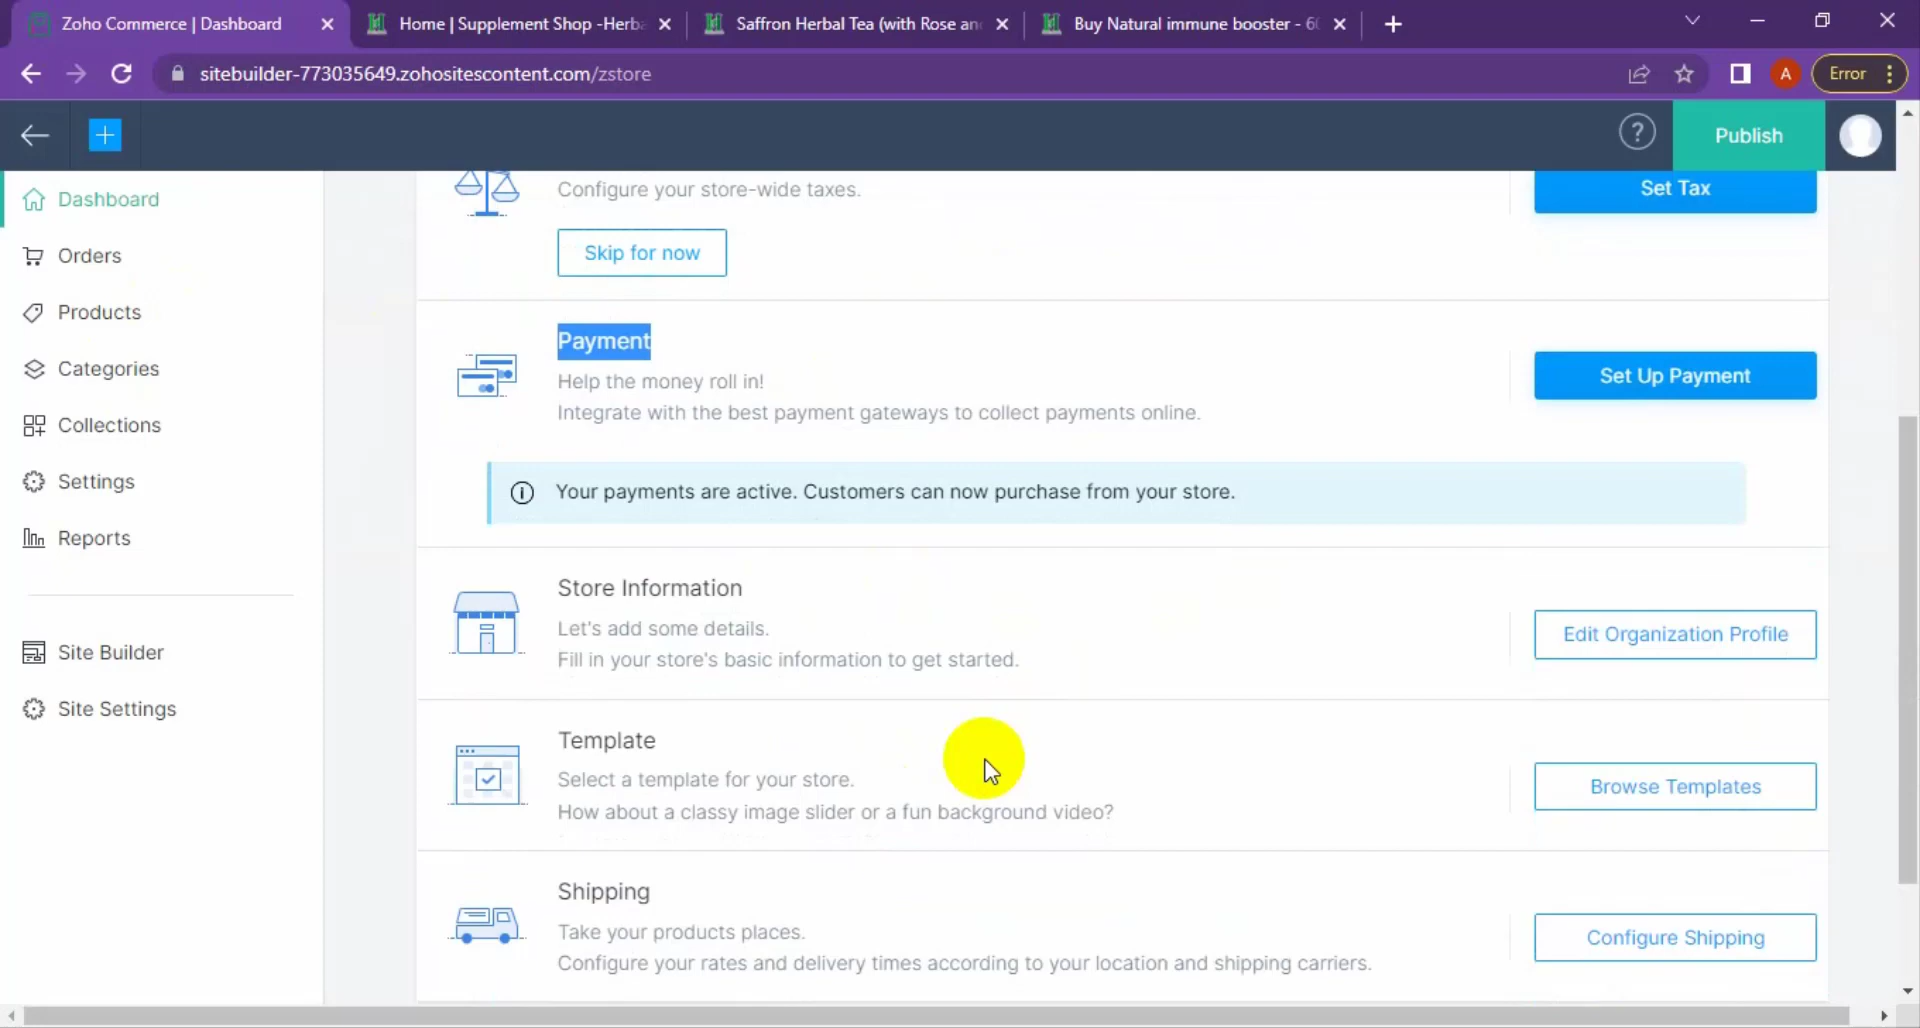 Zoho Commerce | Dashboard
Home | Supplement Shop -Herba
Saffron Herbal Tea (with Rose an
Buy Natural immune booster - 60
sitebuilder-773035649.zohositescontent.com/zstore
A
Error
Publish
Dashboard
Orders
Products
Categories
Collections
Settings
Reports
Site Builder
Site Settings
Configure your store-wide taxes.
Set Tax
Skip for now
Payment
Help the money roll in!
Integrate with the best payment gateways to collect payments online.
Set Up Payment
Your payments are active. Customers can now purchase from your store.
Store Information
Let's add some details.
Fill in your store's basic information to get started.
Edit Organization Profile
Template
Select a template for your store.
How about a classy image slider or a fun background video?
Browse Templates
Shipping
Take your products places.
Configure your rates and delivery times according to your location and shipping carriers.
Configure Shipping